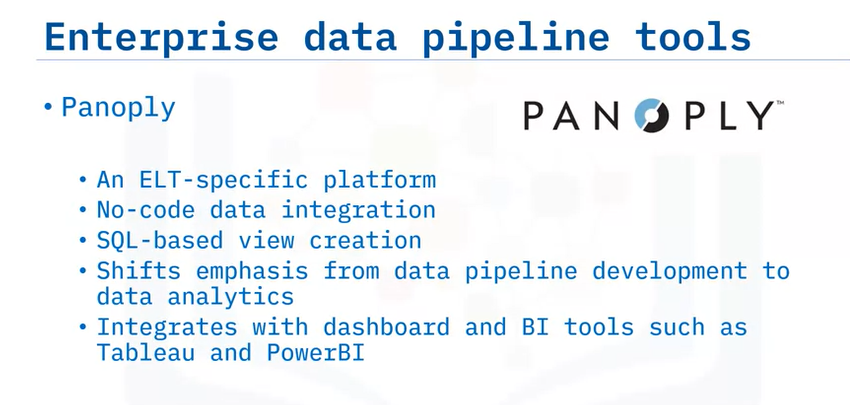 Enterprise data pipeline tools
• Panoply
PANOPLY™
• An ELT-specific platform
• No-code data integration
• SQL-based view creation
• Shifts emphasis from data pipeline development to
data analytics
• Integrates with dashboard and BI tools such as
Tableau and PowerBI